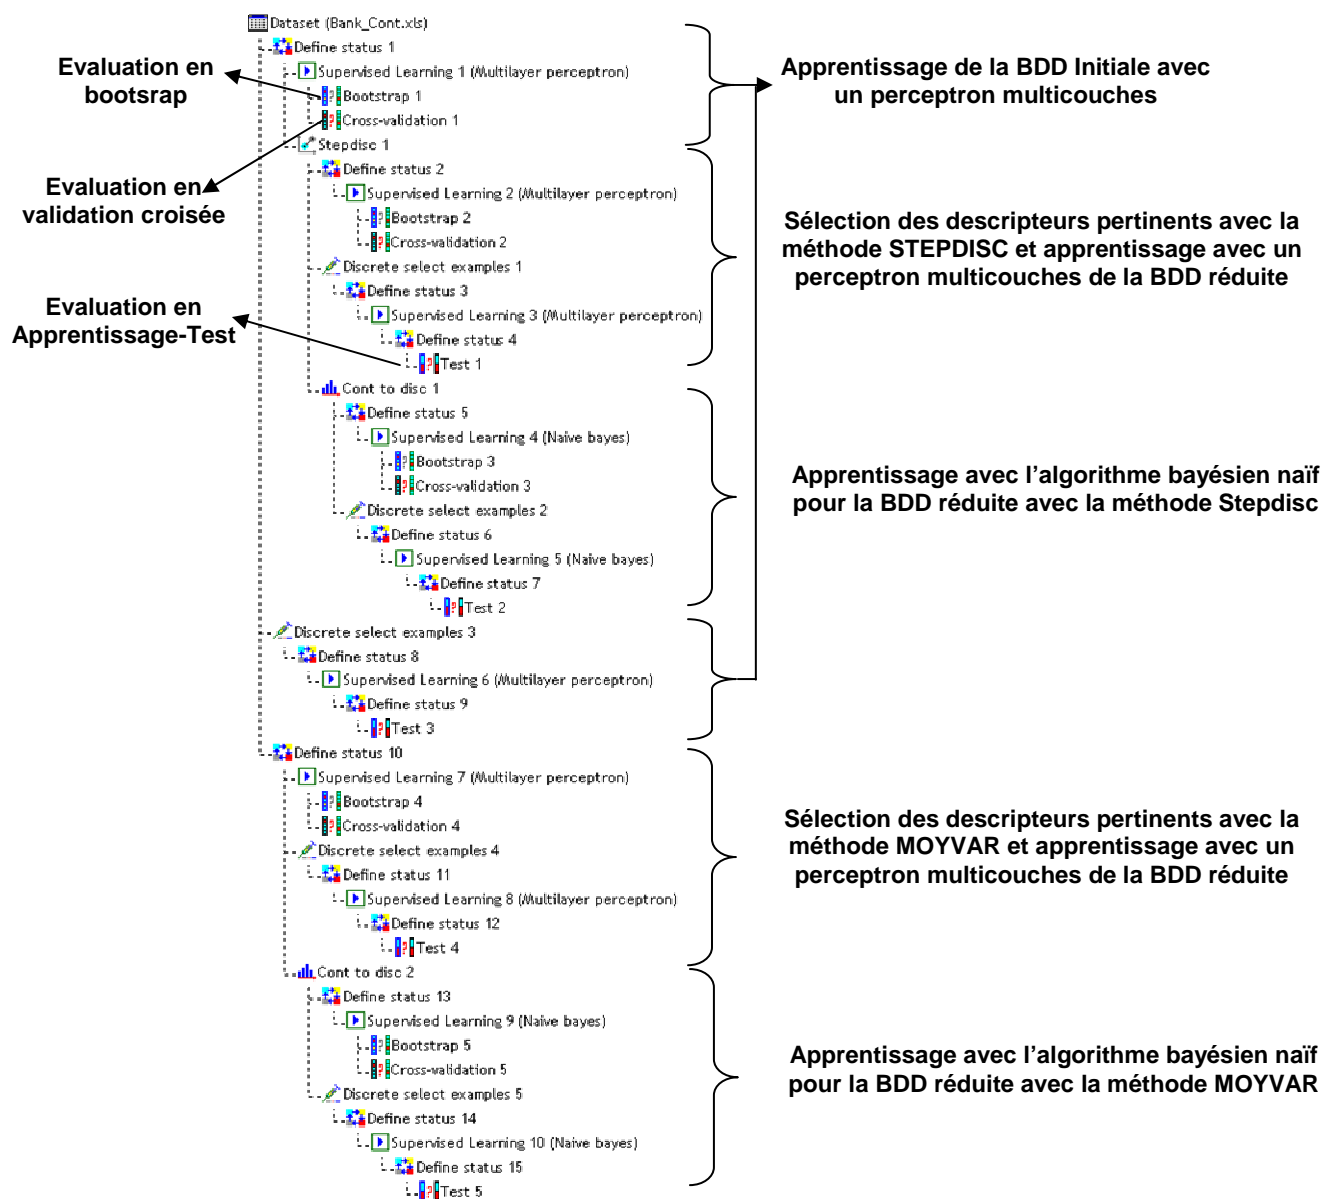 Dataset (Bank_Cont.xls)
Define status 1
Supervised Learning 1 (Multilayer perceptron)
Bootstrap 1
Cross-validation 1
Stepdisc 1
Define status 2
Supervised Learning 2 (Multilayer perceptron)
Bootstrap 2
Cross-validation 2
Discrete select examples 1
Define status 3
Supervised Learning 3 (Multilayer perceptron)
Define status 4
Test 1
Cont to disc 1
Define status 5
Supervised Learning 4 (Naive bayes)
Bootstrap 3
Cross-validation 3
Discrete select examples 2
Define status 6
Supervised Learning 5 (Naive bayes)
Define status 7
Test 2
Discrete select examples 3
Define status 8
Supervised Learning 6 (Multilayer perceptron)
Define status 9
Test 3
Define status 10
Supervised Learning 7 (Multilayer perceptron)
Bootstrap 4
Cross-validation 4
Discrete select examples 4
Define status 11
Supervised Learning 8 (Multilayer perceptron)
Define status 12
Test 4
Cont to disc 2
Define status 13
Supervised Learning 9 (Naive bayes)
Bootstrap 5
Cross-validation 5
Discrete select examples 5
Define status 14
Supervised Learning 10 (Naive bayes)
Define status 15
Test 5
Evaluation en
bootsrap
Evaluation en
validation croisée
Evaluation en
Apprentissage-Test
Apprentissage de la BDD Initiale avec
un perceptron multicouches
Sélection des descripteurs pertinents avec la
méthode STEPDISC et apprentissage avec un
perceptron multicouches de la BDD réduite
Apprentissage avec l’algorithme bayésien naïf
pour la BDD réduite avec la méthode Stepdisc
Sélection des descripteurs pertinents avec la
méthode MOYVAR et apprentissage avec un
perceptron multicouches de la BDD réduite
Apprentissage avec l’algorithme bayésien naïf
pour la BDD réduite avec la méthode MOYVAR